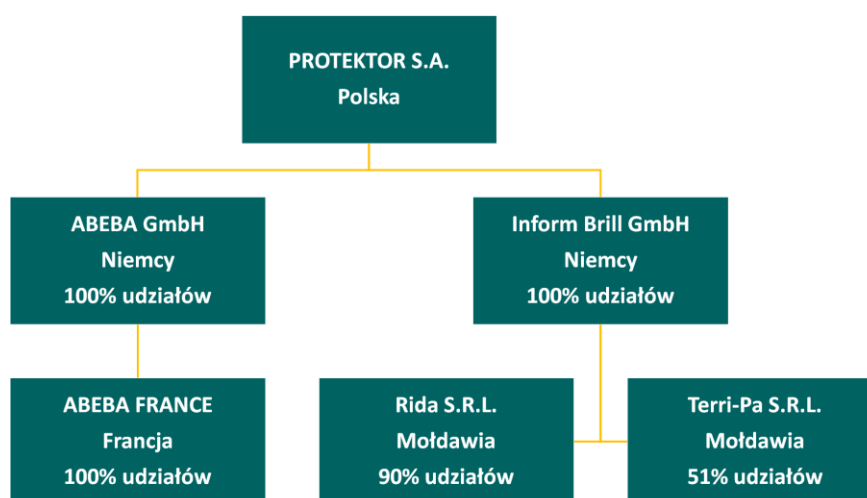 PROTEKTOR S.A.
Polska
ABEBA GmbH
Niemcy
100% udziałów
Inform Brill GmbH
Niemcy
100% udziałów
ABEBA FRANCE
Francja
100% udziałów
Rida S.R.L.
Mołdawia
90% udziałów
Terri-Pa S.R.L.
Mołdawia
51% udziałów